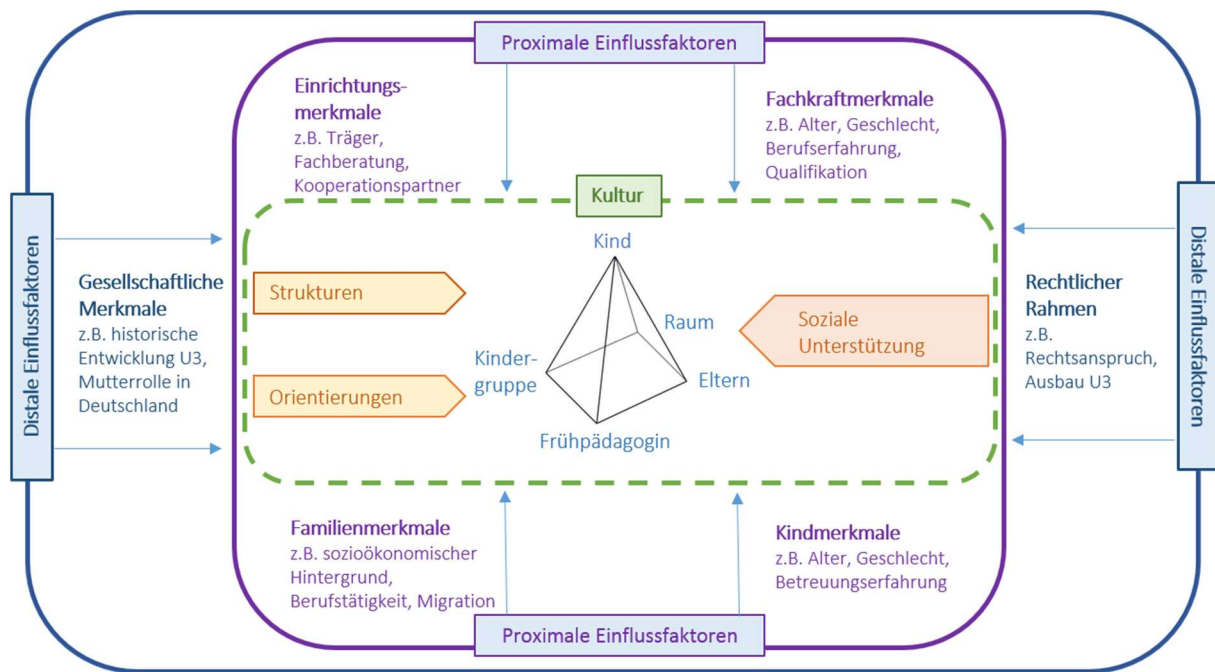 Proximale Einflussfaktoren
Einrichtungs-
merkmale
z.B. Träger,
Fachberatung,
Kooperationspartner
Fachkraftmerkmale
z.B. Alter, Geschlecht,
Berufserfahrung,
Qualifikation
Distale Einflussfaktoren
Gesellschaftliche
Merkmale
z.B. historische
Entwicklung U3,
Mutterrolle in
Deutschland
Kultur
Strukturen
Orientierungen
Kind
Raum
Kinder-
gruppe
Eltern
Frühpädagogin
Soziale
Unterstützung
Rechtlicher
Rahmen
z.B.
Rechtsanspruch,
Ausbau U3
Distale Einflussfaktoren
Familienmerkmale
z.B. sozioökonomischer
Hintergrund,
Berufstätigkeit, Migration
Kindmerkmale
z.B. Alter, Geschlecht,
Betreuungserfahrung
Proximale Einflussfaktoren